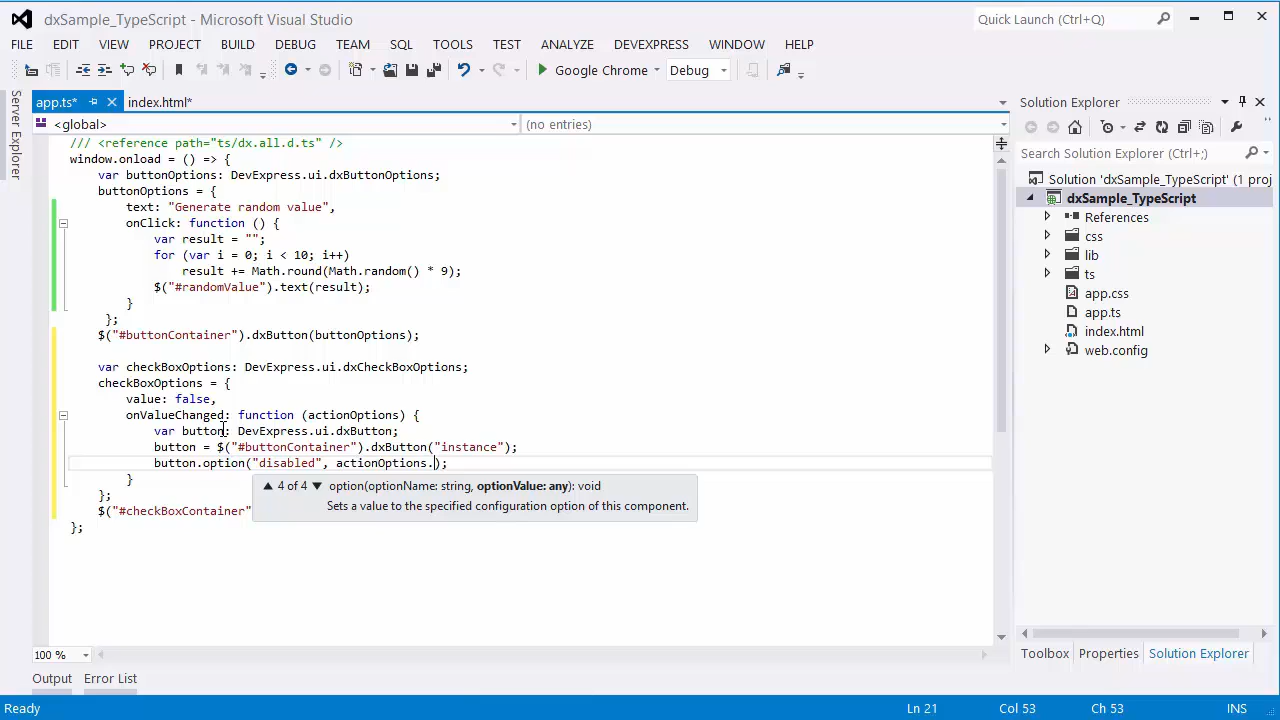 dxSample_TypeScript - Microsoft Visual Studio
Quick Launch (Ctrl+Q)
FILE EDIT VIEW PROJECT BUILD DEBUG TEAM SQL TOOLS TEST ANALYZE DEVEXPRESS WINDOW HELP
Google Chrome Debug
Server Explorer
app.ts* index.html*
<global> (no entries)
/// <reference path="ts/dx.all.d.ts" />
window.onload = () => {
var buttonOptions: DevExpress.ui.dxButtonOptions;
buttonOptions = {
text: "Generate random value",
onClick: function () {
var result = "";
for (var i = 0; i < 10; i++)
result += Math.round(Math.random() * 9);
$("#randomValue").text(result);
}
};
$("#buttonContainer").dxButton(buttonOptions);
var checkBoxOptions: DevExpress.ui.dxCheckBoxOptions;
checkBoxOptions = {
value: false,
onValueChanged: function (actionOptions) {
var button: DevExpress.ui.dxButton;
button = $("#buttonContainer").dxButton("instance");
button.option("disabled", actionOptions.);
}
▲ 4 of 4 ▼ option(optionName: string, optionValue: any): void
Sets a value to the specified configuration option of this component.
};
$("#checkBoxContainer"
};
100 %
Output Error List
Solution Explorer
Search Solution Explorer (Ctrl+;)
Solution 'dxSample_TypeScript' (1 proj
dxSample_TypeScript
References
css
lib
ts
app.css
app.ts
index.html
web.config
Toolbox Properties Solution Explorer
Ready Ln 21 Col 53 Ch 53 INS